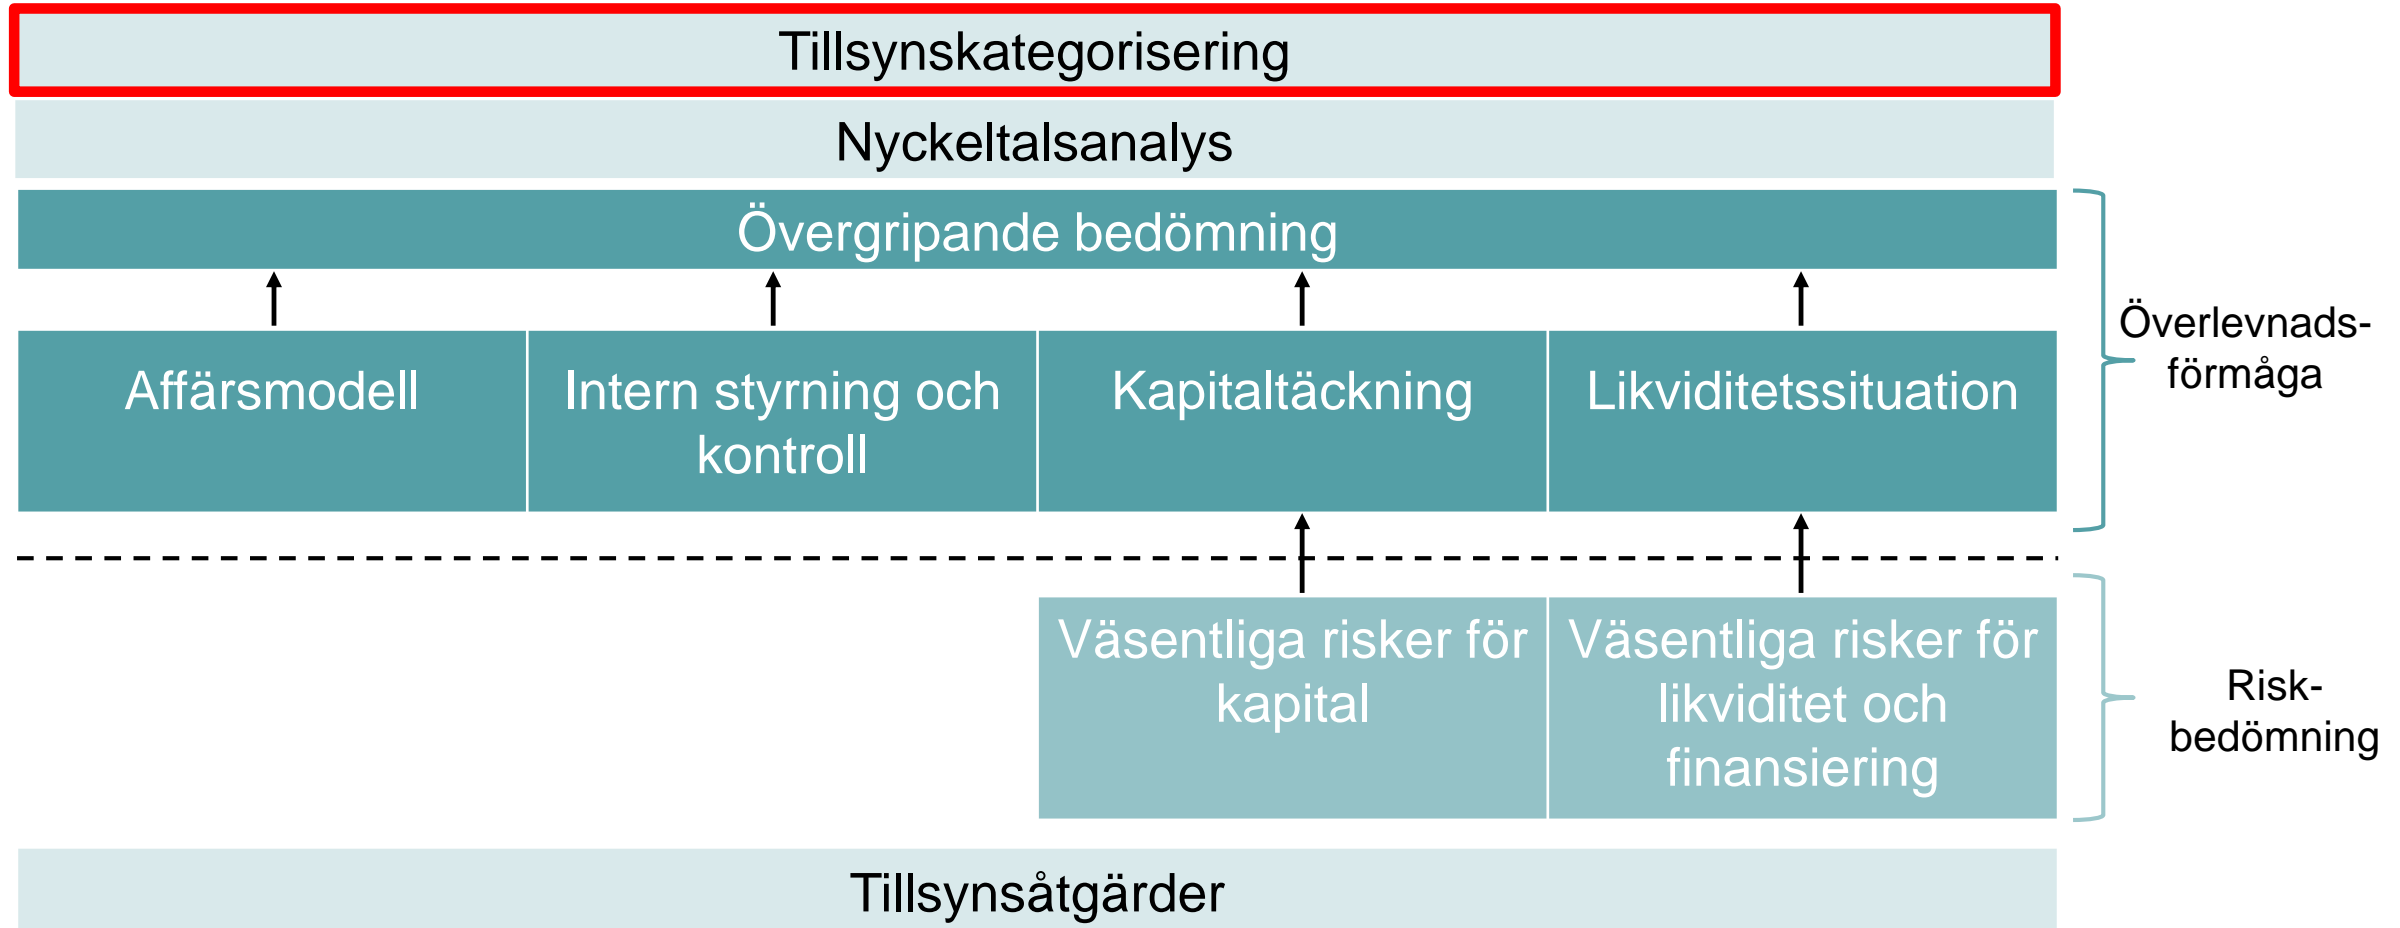 Tillsynskategorisering
Nyckeltalsanalys
Övergripande bedömning
Affärsmodell
Intern styrning och
kontroll
Kapitaltäckning
Likviditetssituation
Överlevnads-
förmåga
Väsentliga risker för
kapital
Väsentliga risker för
likviditet och
finansiering
Risk-
bedömning
Tillsynsåtgärder